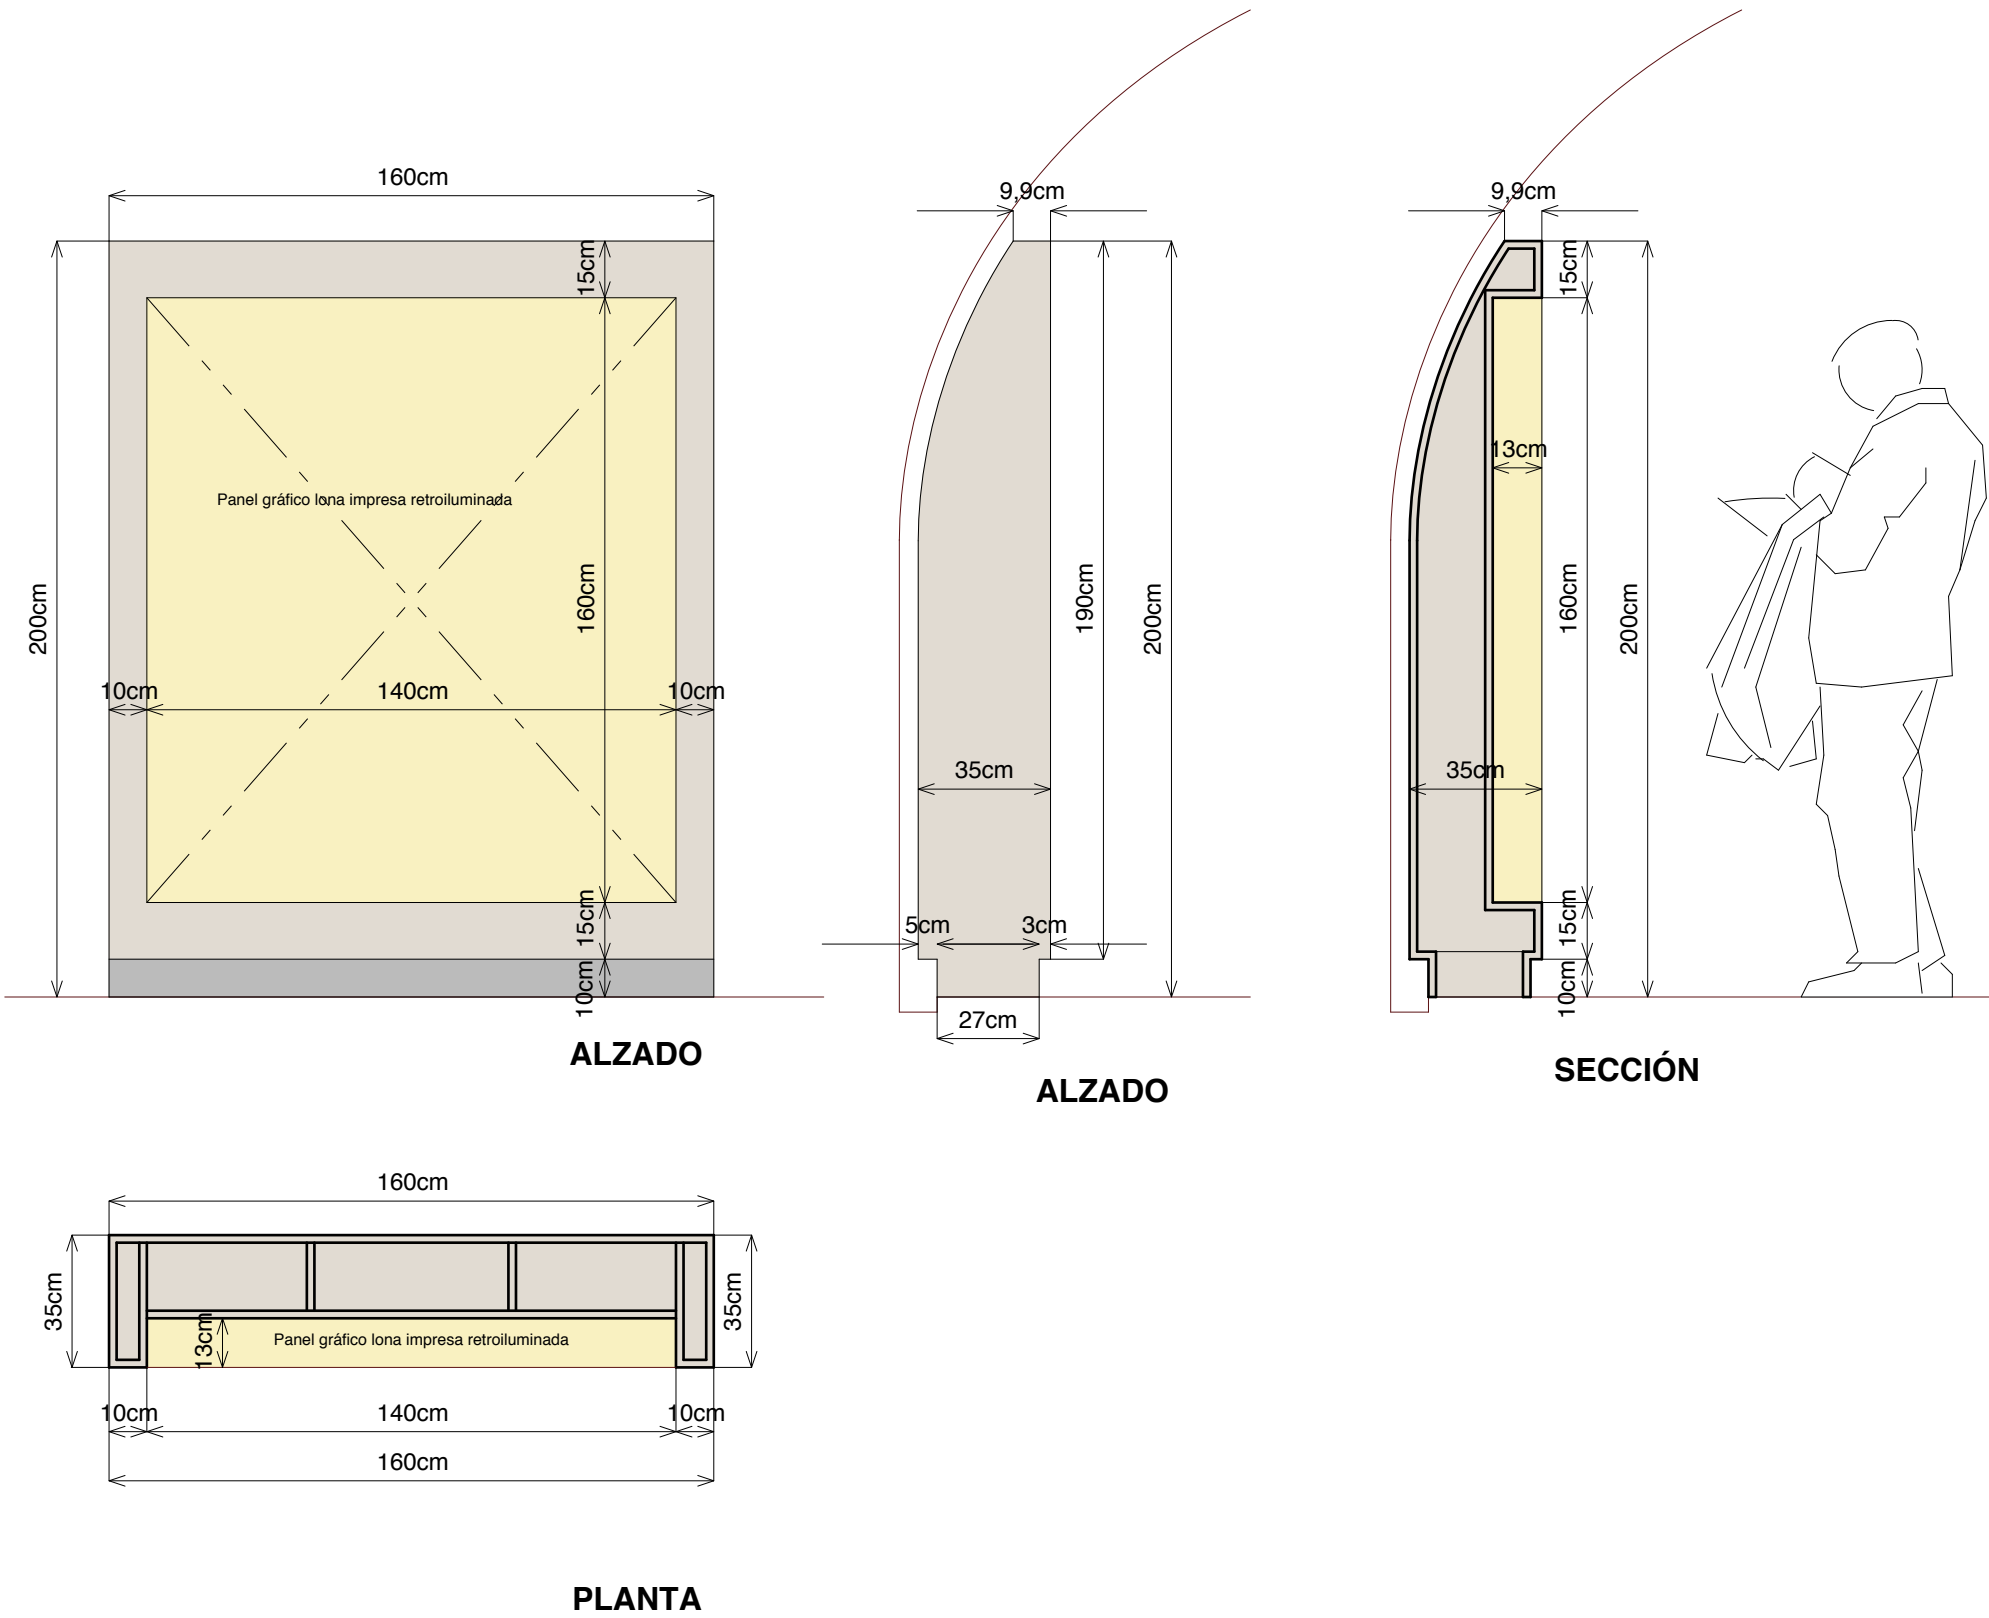 160cm
15cm
Panel gráfico lona impresa retroiluminada
200cm
160cm
10cm
140cm
10cm
15cm
10cm
ALZADO
9,9cm
190cm
200cm
35cm
5cm
3cm
27cm
ALZADO
9,9cm
15cm
13cm
160cm
200cm
35cm
15cm
10cm
SECCIÓN
160cm
35cm
35cm
13cm
Panel gráfico lona impresa retroiluminada
10cm
140cm
10cm
160cm
PLANTA